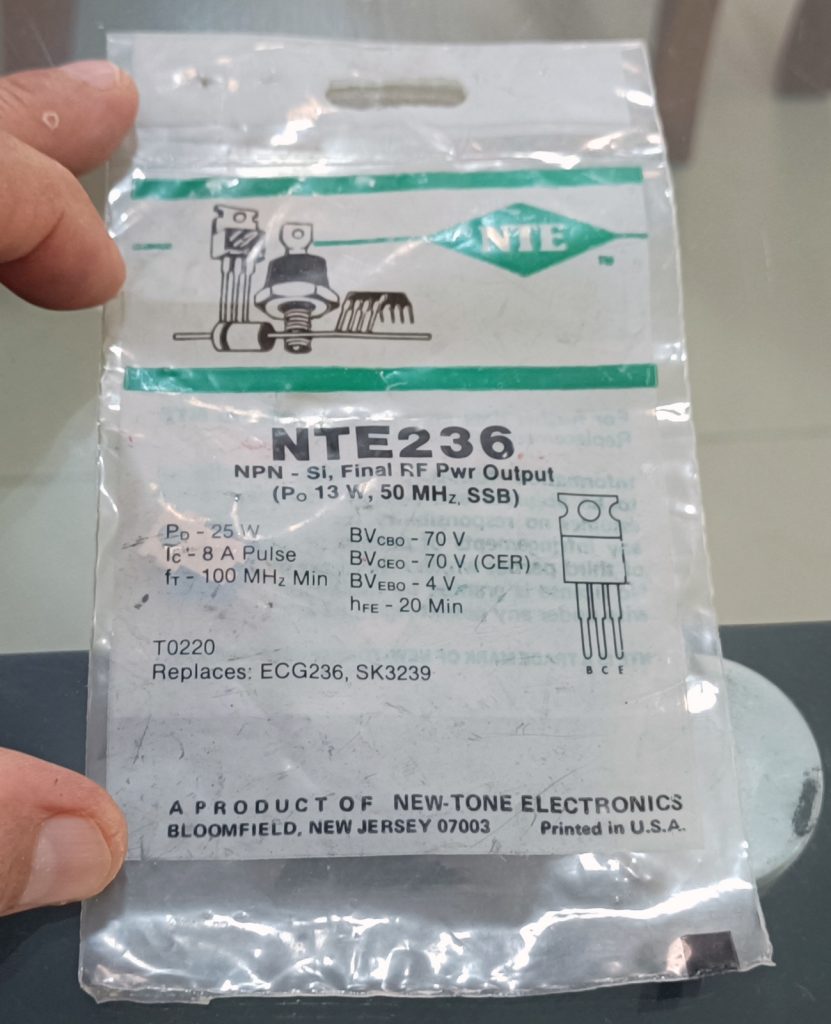 NTE
TM
NTE236
NPN - Si, Final RF Pwr Output
(Po 13 W, 50 MHz, SSB)
PD - 25 W
IC - 8 A Pulse
fT - 100 MHz Min
BVCBO - 70 V
BVCEO - 70 V (CER)
BVEBO - 4 V
hFE - 20 Min
B C E
T0220
Replaces: ECG236, SK3239
A PRODUCT OF NEW-TONE ELECTRONICS
BLOOMFIELD, NEW JERSEY 07003 Printed in U.S.A.